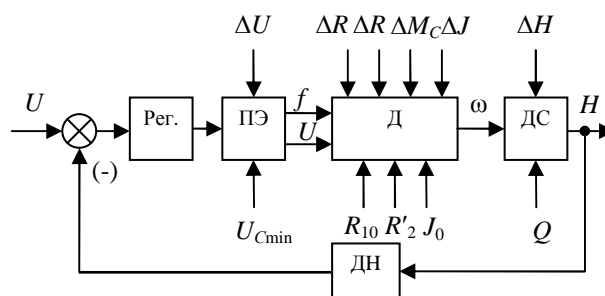 ΔU ΔR ΔR ΔM_C ΔJ ΔH
U Рег. ПЭ f U Д ω ДС H
(-)
U_Cmin R_10 R'_2 J_0 Q
ДН